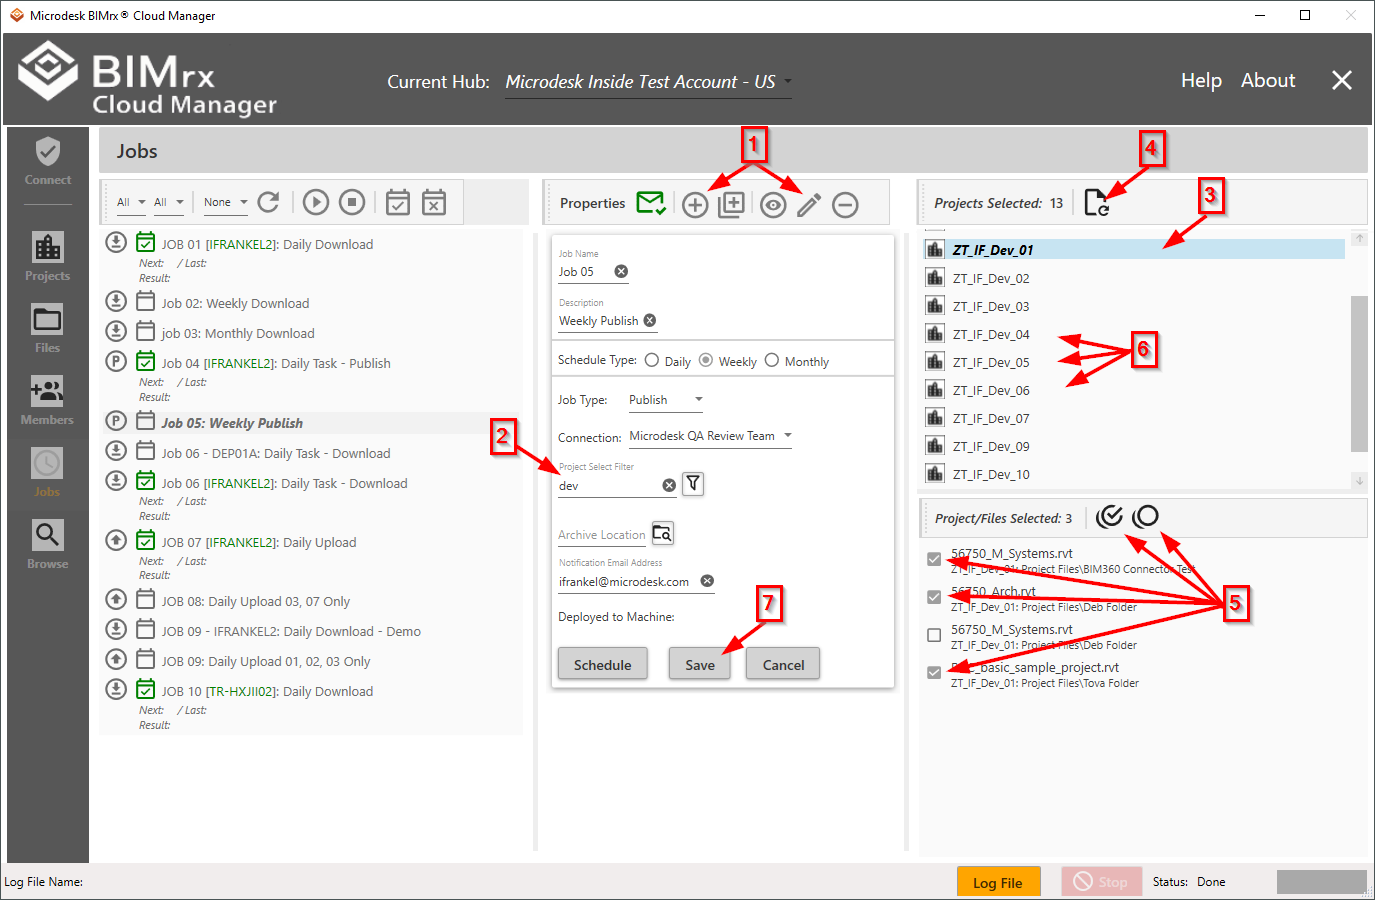 Microdesk BIMrx® Cloud Manager
BIMrx
Cloud Manager
Current Hub: Microdesk Inside Test Account - US
Help About
Connect
Projects
Files
Members
Jobs
Browse
Jobs
All All None
JOB 01 [IFRANKEL2]: Daily Download
Next: / Last:
Result:
Job 02: Weekly Download
job 03: Monthly Download
P Job 04 [IFRANKEL2]: Daily Task - Publish
Next: / Last:
Result:
P Job 05: Weekly Publish
Job 06 - DEP01A: Daily Task - Download
Job 06 [IFRANKEL2]: Daily Task - Download
Next: / Last:
Result:
JOB 07 [IFRANKEL2]: Daily Upload
Next: / Last:
Result:
JOB 08: Daily Upload 03, 07 Only
JOB 09 - IFRANKEL2: Daily Download - Demo
JOB 09: Daily Upload 01, 02, 03 Only
JOB 10 [TR-HXJII02]: Daily Download
Next: / Last:
Result:
1
Properties
Job Name
Job 05
Description
Weekly Publish
Schedule Type: Daily Weekly Monthly
Job Type: Publish
Connection: Microdesk QA Review Team
2
Project Select Filter
dev
Archive Location
Notification Email Address
ifrankel@microdesk.com
Deployed to Machine:
7
Schedule Save Cancel
4
3
Projects Selected: 13
ZT_IF_Dev_01
ZT_IF_Dev_02
ZT_IF_Dev_03
ZT_IF_Dev_04
ZT_IF_Dev_05
ZT_IF_Dev_06
ZT_IF_Dev_07
ZT_IF_Dev_09
ZT_IF_Dev_10
6
Project/Files Selected: 3
56750_M_Systems.rvt
ZT_IF_Dev_01: Project Files\BIM360 Connector Test
56750_Arch.rvt
ZT_IF_Dev_01: Project Files\Deb Folder
56750_M_Systems.rvt
ZT_IF_Dev_01: Project Files\Deb Folder
basic_sample_project.rvt
ZT_IF_Dev_01: Project Files\Tova Folder
5
Log File Name:
Log File Stop Status: Done